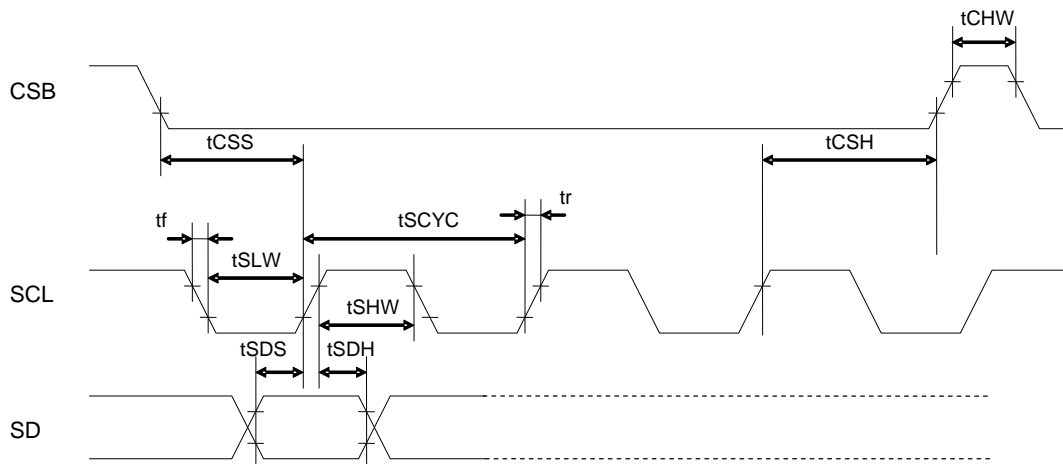 tCHW
CSB
tCSS
tCSH
tf
tSCYC
tr
tSLW
SCL
tSHW
tSDS
tSDH
SD